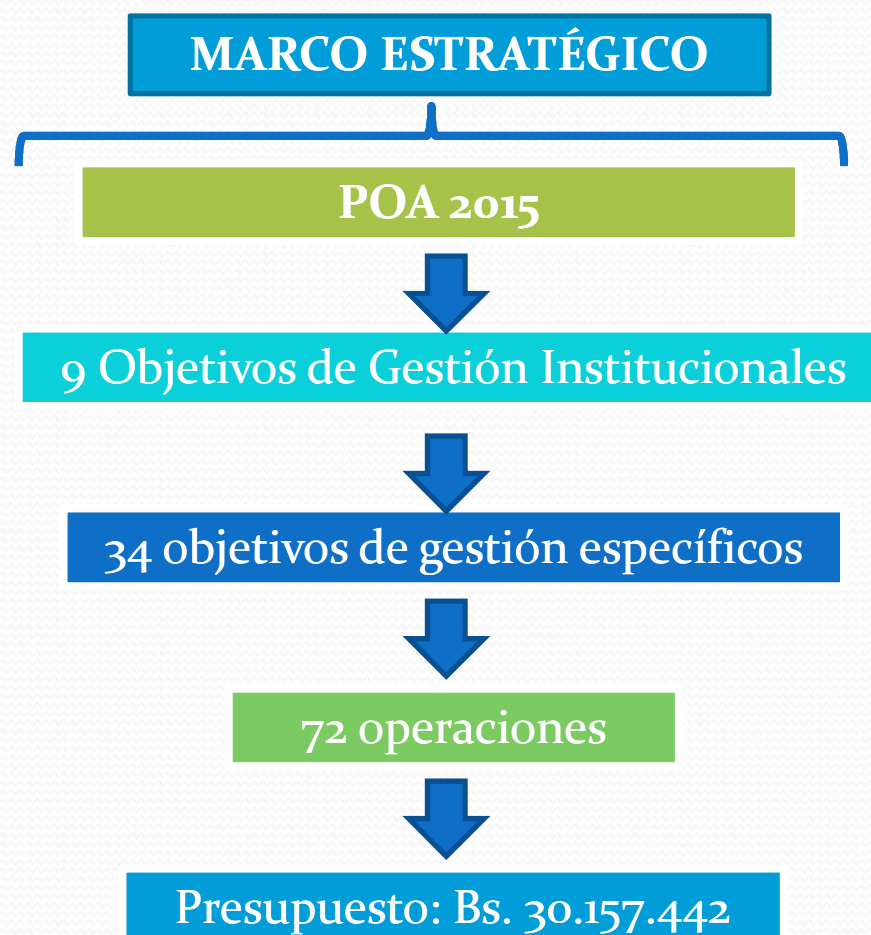 MARCO ESTRATÉGICO
POA 2015
9 Objetivos de Gestión Institucionales
34 objetivos de gestión específicos
72 operaciones
Presupuesto: Bs. 30.157.442